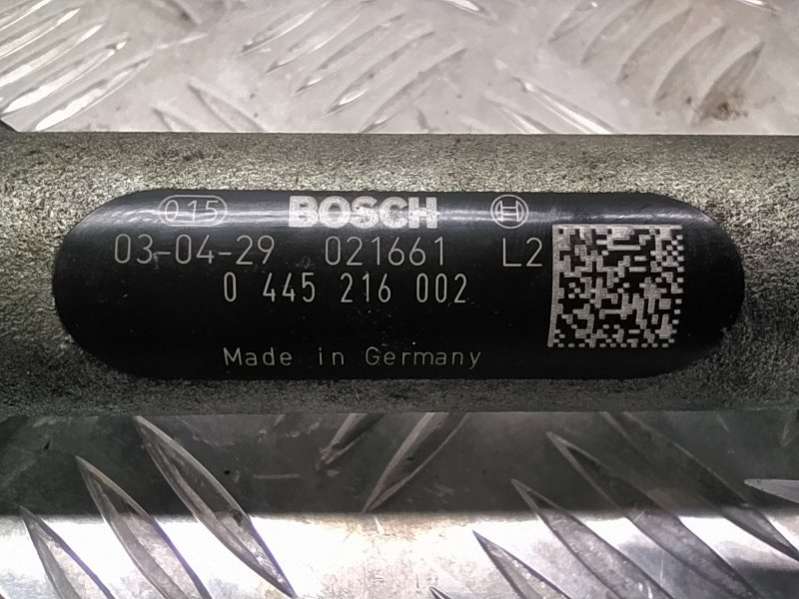 015 BOSCH
03-04-29 021661 L2
0 445 216 002
Made in Germany